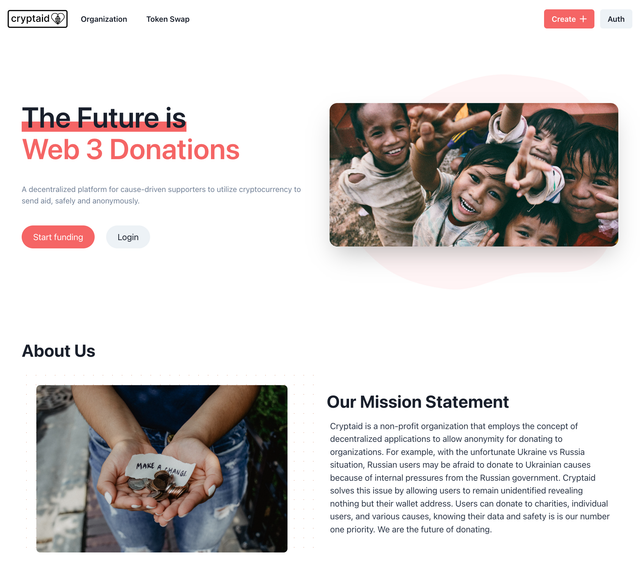 cryptaid
Organization
Token Swap
Create +
Auth
The Future is
Web 3 Donations
A decentralized platform for cause-driven supporters to utilize cryptocurrency to
send aid, safely and anonymously.
Start funding
Login
About Us
MAKE A CHANGE
Our Mission Statement
Cryptaid is a non-profit organization that employs the concept of
decentralized applications to allow anonymity for donating to
organizations. For example, with the unfortunate Ukraine vs Russia
situation, Russian users may be afraid to donate to Ukrainian causes
because of internal pressures from the Russian government. Cryptaid
solves this issue by allowing users to remain unidentified revealing
nothing but their wallet address. Users can donate to charities, individual
users, and various causes, knowing their data and safety is is our number
one priority. We are the future of donating.